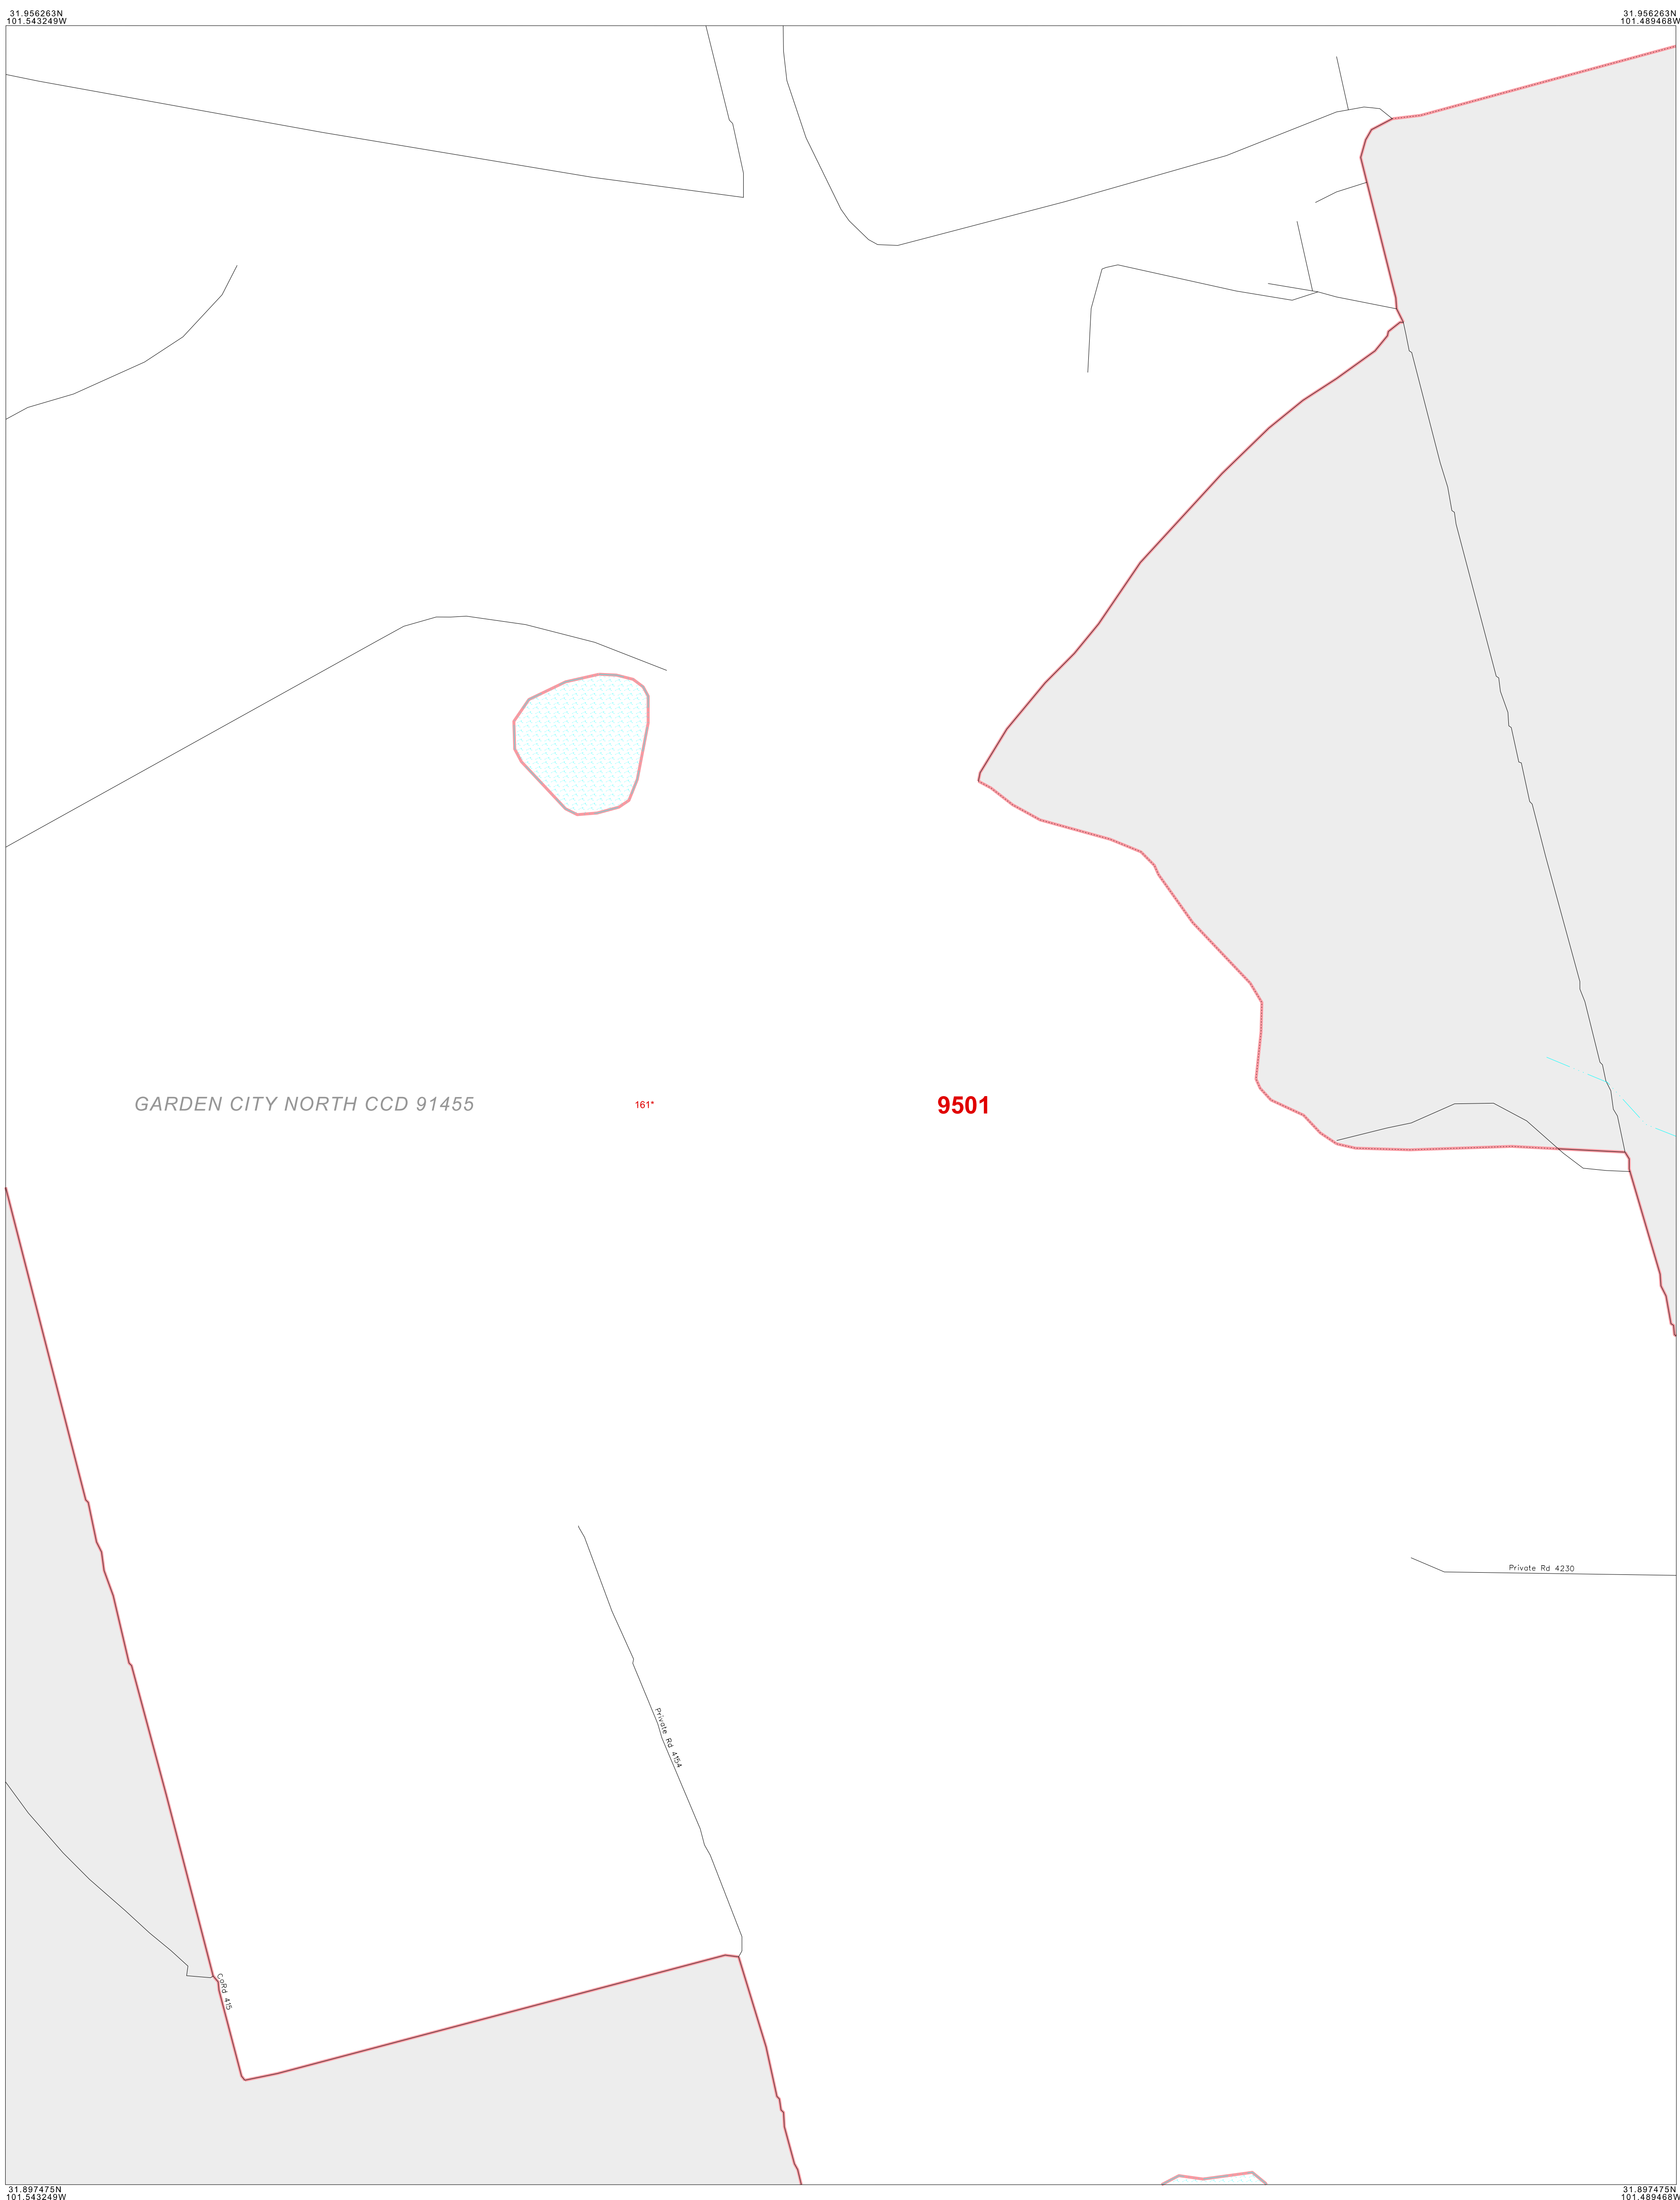 31.956263N
101.543249W
31.956263N
101.489468W
GARDEN CITY NORTH CCD 91455
161*
9501
Private Rd 4230
Private Rd 4154
CoRd 415
31.897475N
101.543249W
31.897475N
101.489468W